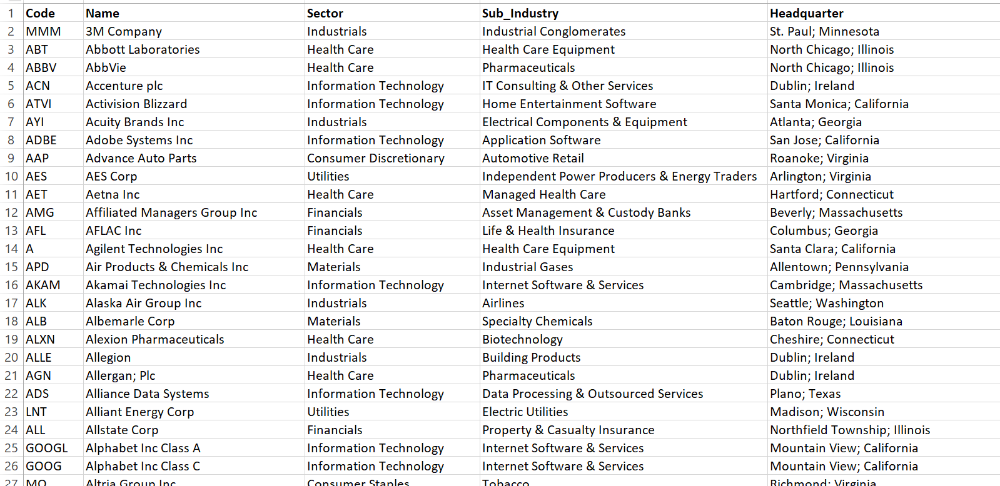 1 Code Name Sector Sub_Industry Headquarter
2 MMM 3M Company Industrials Industrial Conglomerates St. Paul; Minnesota
3 ABT Abbott Laboratories Health Care Health Care Equipment North Chicago; Illinois
4 ABBV AbbVie Health Care Pharmaceuticals North Chicago; Illinois
5 ACN Accenture plc Information Technology IT Consulting & Other Services Dublin; Ireland
6 ATVI Activision Blizzard Information Technology Home Entertainment Software Santa Monica; California
7 AYI Acuity Brands Inc Industrials Electrical Components & Equipment Atlanta; Georgia
8 ADBE Adobe Systems Inc Information Technology Application Software San Jose; California
9 AAP Advance Auto Parts Consumer Discretionary Automotive Retail Roanoke; Virginia
10 AES AES Corp Utilities Independent Power Producers & Energy Traders Arlington; Virginia
11 AET Aetna Inc Health Care Managed Health Care Hartford; Connecticut
12 AMG Affiliated Managers Group Inc Financials Asset Management & Custody Banks Beverly; Massachusetts
13 AFL AFLAC Inc Financials Life & Health Insurance Columbus; Georgia
14 A Agilent Technologies Inc Health Care Health Care Equipment Santa Clara; California
15 APD Air Products & Chemicals Inc Materials Industrial Gases Allentown; Pennsylvania
16 AKAM Akamai Technologies Inc Information Technology Internet Software & Services Cambridge; Massachusetts
17 ALK Alaska Air Group Inc Industrials Airlines Seattle; Washington
18 ALB Albemarle Corp Materials Specialty Chemicals Baton Rouge; Louisiana
19 ALXN Alexion Pharmaceuticals Health Care Biotechnology Cheshire; Connecticut
20 ALLE Allegion Industrials Building Products Dublin; Ireland
21 AGN Allergan; Plc Health Care Pharmaceuticals Dublin; Ireland
22 ADS Alliance Data Systems Information Technology Data Processing & Outsourced Services Plano; Texas
23 LNT Alliant Energy Corp Utilities Electric Utilities Madison; Wisconsin
24 ALL Allstate Corp Financials Property & Casualty Insurance Northfield Township; Illinois
25 GOOGL Alphabet Inc Class A Information Technology Internet Software & Services Mountain View; California
26 GOOG Alphabet Inc Class C Information Technology Internet Software & Services Mountain View; California
27 MO Altria Group Inc Consumer Staples Tobacco Richmond; Virginia